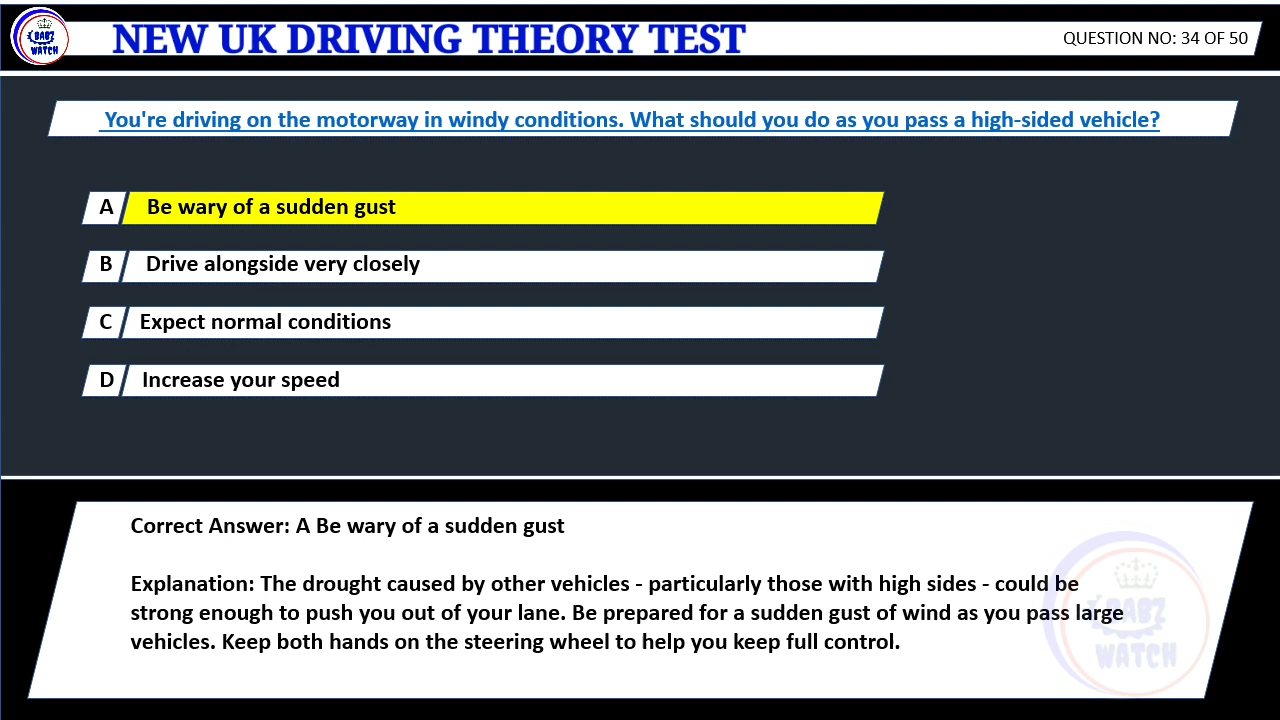 BABZ
WATCH
NEW UK DRIVING THEORY TEST
QUESTION NO: 34 OF 50
You're driving on the motorway in windy conditions. What should you do as you pass a high-sided vehicle?
A Be wary of a sudden gust
B Drive alongside very closely
C Expect normal conditions
D Increase your speed
Correct Answer: A Be wary of a sudden gust
Explanation: The drought caused by other vehicles - particularly those with high sides - could be
strong enough to push you out of your lane. Be prepared for a sudden gust of wind as you pass large
vehicles. Keep both hands on the steering wheel to help you keep full control.
BABZ
WATCH